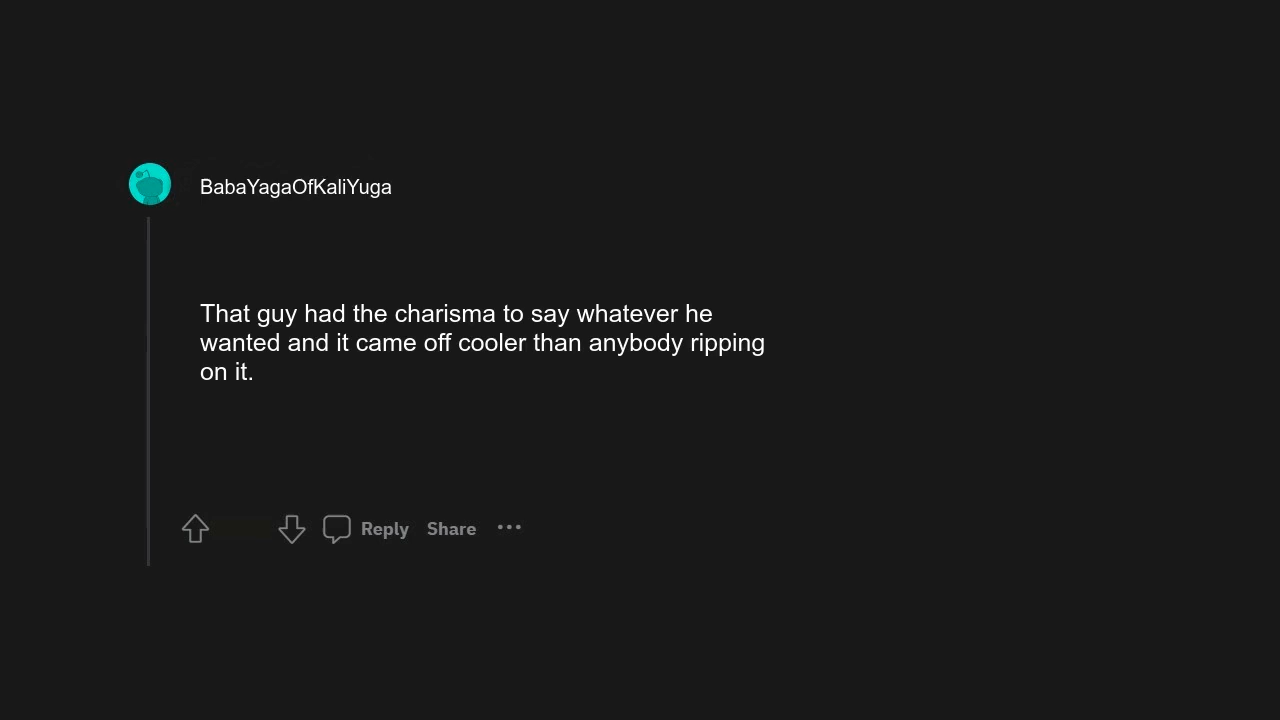 BabaYagaOfKaliYuga
That guy had the charisma to say whatever he
wanted and it came off cooler than anybody ripping
on it.
Reply Share